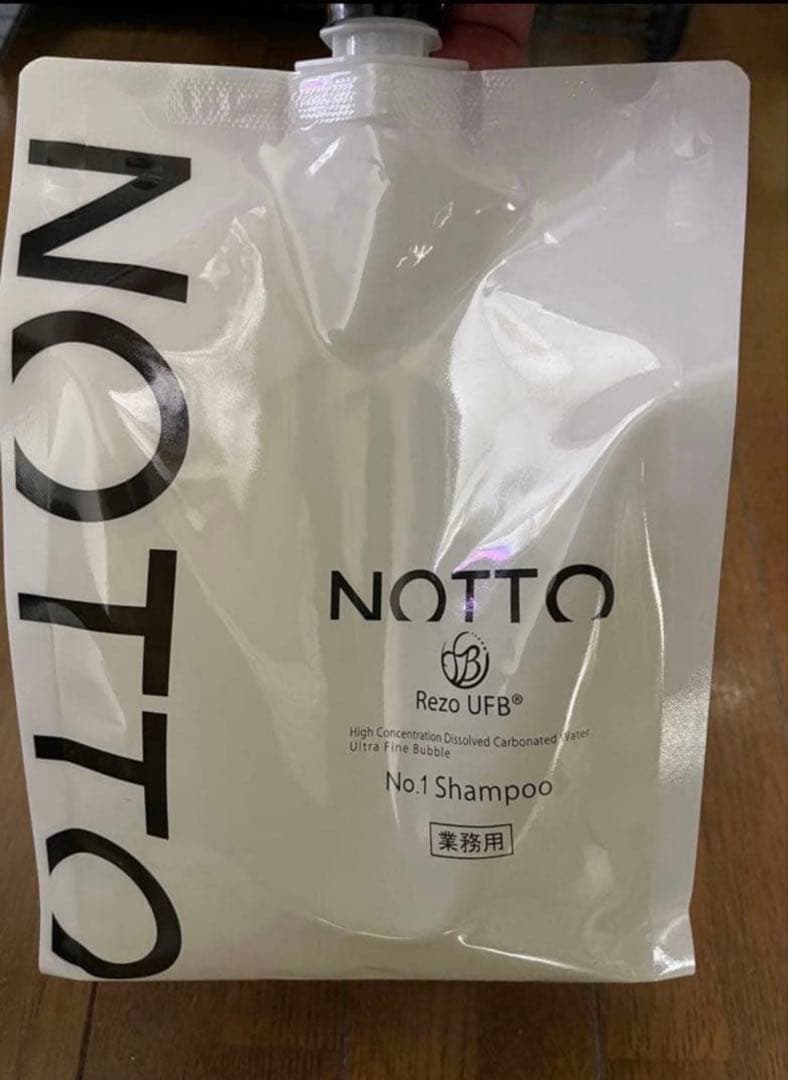 NOTTO
NOTTO
B
Rezo UFB®
High Concentration Dissolved Carbonated Water
Ultra Fine Bubble
No.1 Shampoo
業務用